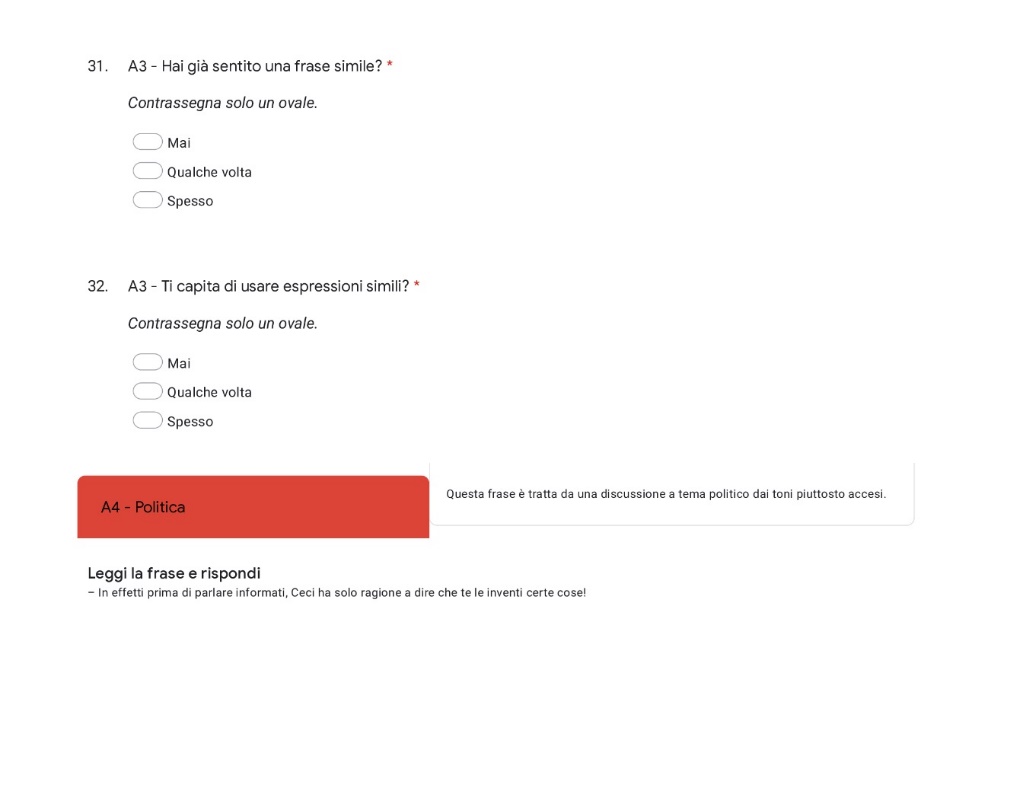 31. A3 - Hai già sentito una frase simile? *
Contrassegna solo un ovale.
Mai
Qualche volta
Spesso
32. A3 - Ti capita di usare espressioni simili? *
Contrassegna solo un ovale.
Mai
Qualche volta
Spesso
A4 - Politica
Questa frase è tratta da una discussione a tema politico dai toni piuttosto accesi.
Leggi la frase e rispondi
– In effetti prima di parlare informati, Ceci ha solo ragione a dire che te le inventi certe cose!